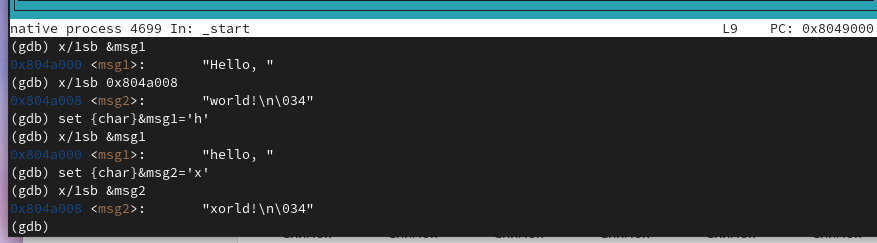 native process 4699 In: _start L9 PC: 0x8049000
(gdb) x/1sb &msg1
0x804a000 <msg1>: "Hello, "
(gdb) x/1sb 0x804a008
0x804a008 <msg2>: "world!\n\034"
(gdb) set {char}&msg1='h'
(gdb) x/1sb &msg1
0x804a000 <msg1>: "hello, "
(gdb) set {char}&msg2='x'
(gdb) x/1sb &msg2
0x804a008 <msg2>: "xorld!\n\034"
(gdb)